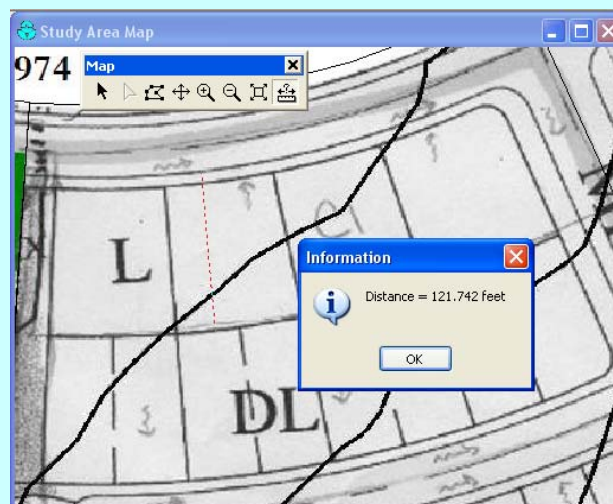 Study Area Map
974
Map
L
Information
Distance = 121.742 feet
OK
DL